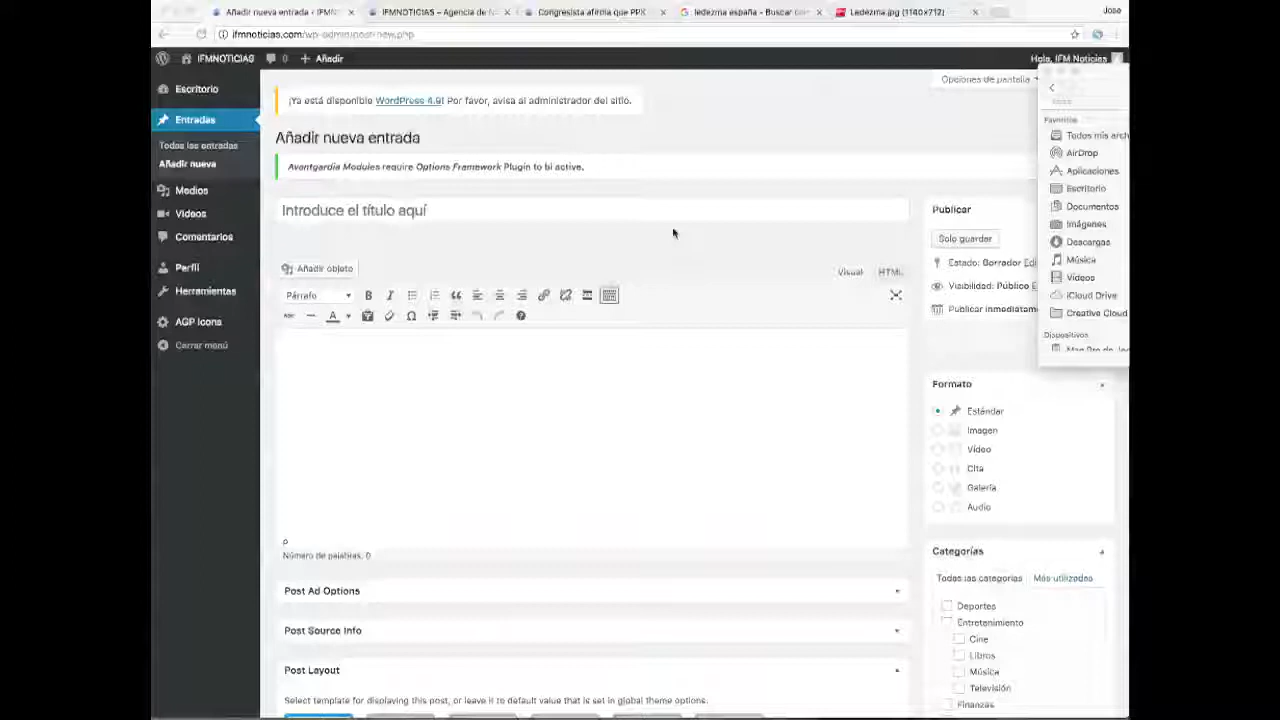 Añadir nueva entrada ‹ IFMN
IFMNOTICIAS – Agencia de N
Congresista afirma que PPK
ledezma españa - Buscar con
Ledezma.jpg (1140×712)
Jose
ifmnoticias.com/wp-admin/post-new.php
IFMNOTICIAS
0
Añadir
Hola, IFM Noticias
Opciones de pantalla
Escritorio
Entradas
Todas las entradas
Añadir nueva
Medios
Videos
Comentarios
Perfil
Herramientas
AGP Icons
Cerrar menú
¡Ya está disponible WordPress 4.9! Por favor, avisa al administrador del sitio.
Añadir nueva entrada
Avantgardia Modules require Options Framework Plugin to bi active.
Introduce el título aquí
Añadir objeto
Visual
HTML
Párrafo
Número de palabras: 0
Post Ad Options
Post Source Info
Post Layout
Select template for displaying this post, or leave it to default value that is set in global theme options.
Publicar
Solo guardar
Estado: Borrador Edi
Visibilidad: Público E
Publicar inmediatam
Formato
Estándar
Imagen
Vídeo
Cita
Galería
Audio
Categorías
Todas las categorías
Más utilizadas
Deportes
Entretenimiento
Cine
Libros
Música
Televisión
Finanzas
Favoritos
Todos mis arch
AirDrop
Aplicaciones
Escritorio
Documentos
Imágenes
Descargas
Música
Vídeos
iCloud Drive
Creative Cloud
Dispositivos